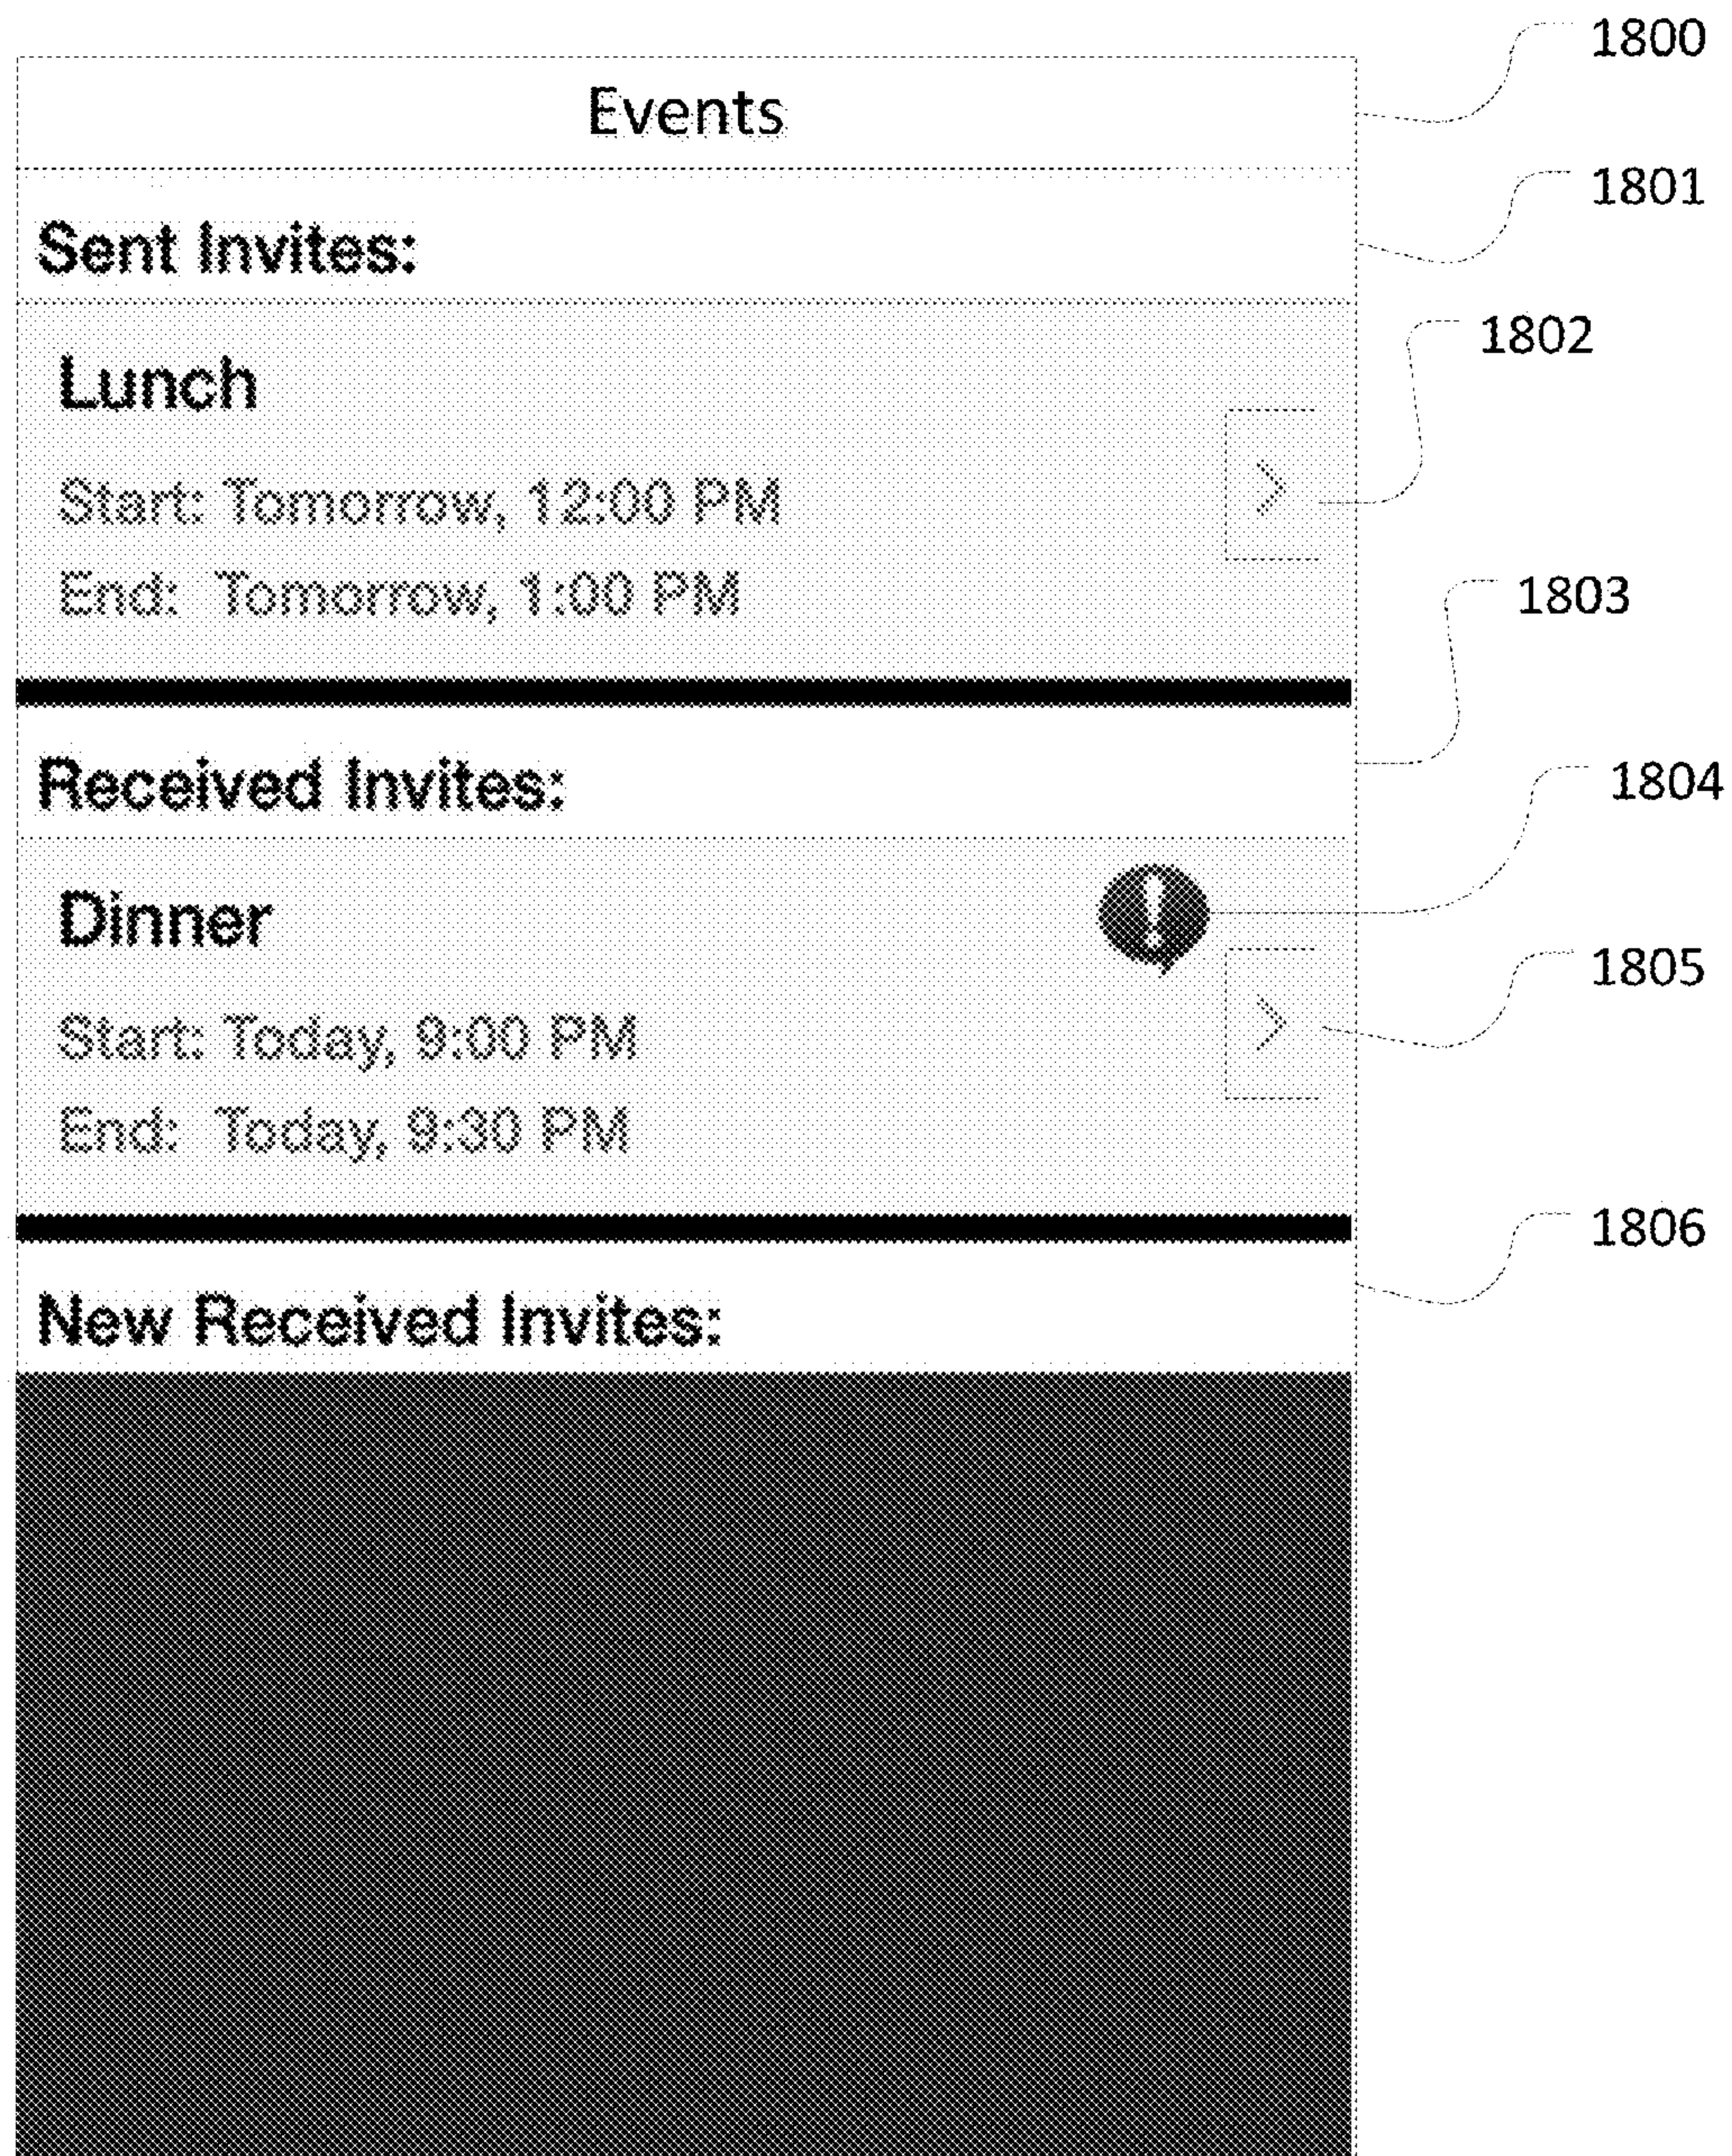 1800
Events
1801
Sent Invites:
1802
Lunch
Start: Tomorrow, 12:00 PM
End: Tomorrow, 1:00 PM
1803
Received Invites:
1804
Dinner
!
1805
Start: Today, 9:00 PM
End: Today, 9:30 PM
1806
New Received Invites: